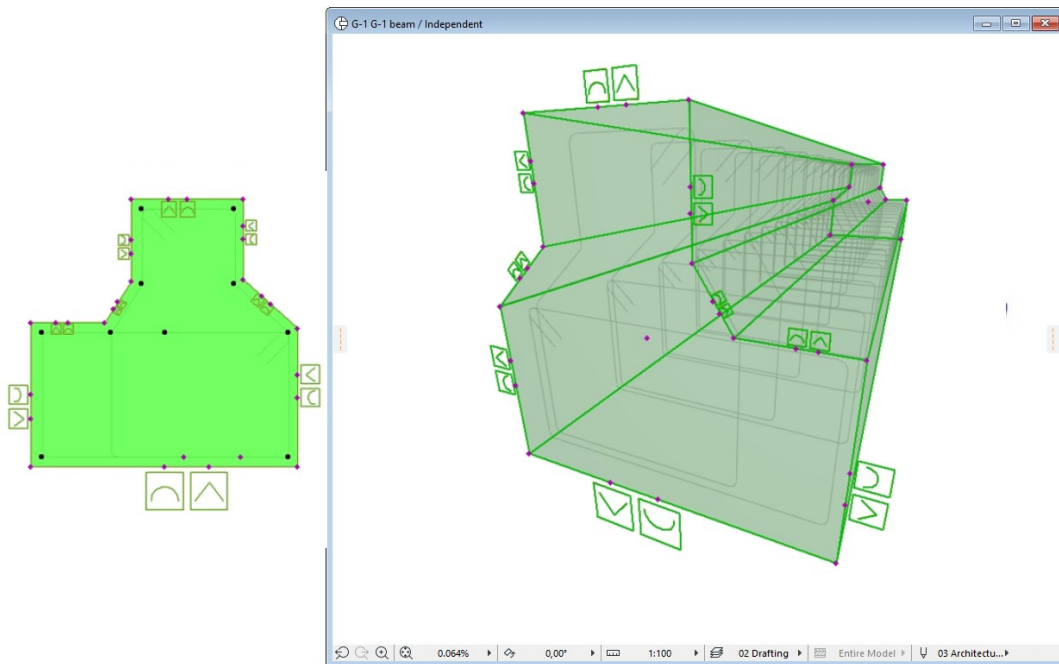 G-1 G-1 beam / Independent
0.064% 0,00° 1:100 02 Drafting Entire Model 03 Architectu...